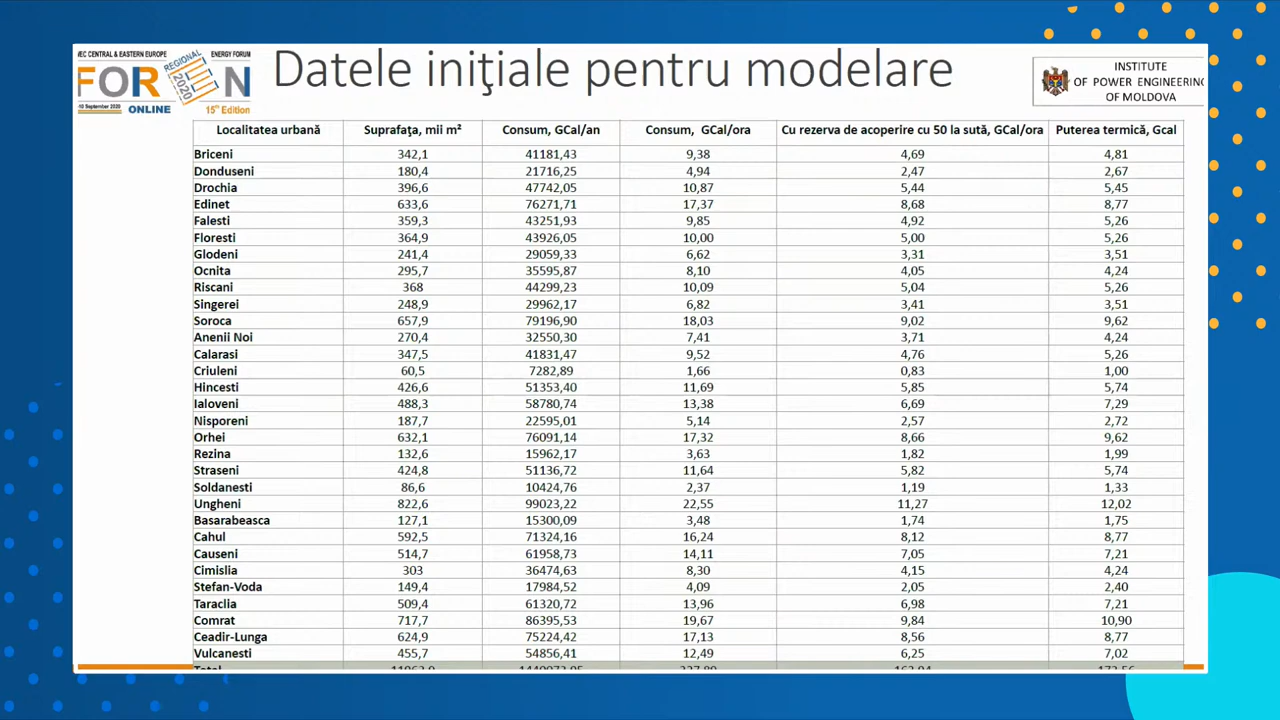 WEC CENTRAL & EASTERN EUROPE ENERGY FORUM
REGIONAL
2020
FOREN
10 September 2020 ONLINE 15th Edition
Datele iniţiale pentru modelare
INSTITUTE
OF POWER ENGINEERING
OF MOLDOVA
Localitatea urbană Suprafaţa, mii m² Consum, GCal/an Consum, GCal/ora Cu rezerva de acoperire cu 50 la sută, GCal/ora Puterea termică, Gcal
Briceni 342,1 41181,43 9,38 4,69 4,81
Donduseni 180,4 21716,25 4,94 2,47 2,67
Drochia 396,6 47742,05 10,87 5,44 5,45
Edinet 633,6 76271,71 17,37 8,68 8,77
Falesti 359,3 43251,93 9,85 4,92 5,26
Floresti 364,9 43926,05 10,00 5,00 5,26
Glodeni 241,4 29059,33 6,62 3,31 3,51
Ocnita 295,7 35595,87 8,10 4,05 4,24
Riscani 368 44299,23 10,09 5,04 5,26
Singerei 248,9 29962,17 6,82 3,41 3,51
Soroca 657,9 79196,90 18,03 9,02 9,62
Anenii Noi 270,4 32550,30 7,41 3,71 4,24
Calarasi 347,5 41831,47 9,52 4,76 5,26
Criuleni 60,5 7282,89 1,66 0,83 1,00
Hincesti 426,6 51353,40 11,69 5,85 5,74
Ialoveni 488,3 58780,74 13,38 6,69 7,29
Nisporeni 187,7 22595,01 5,14 2,57 2,72
Orhei 632,1 76091,14 17,32 8,66 9,62
Rezina 132,6 15962,17 3,63 1,82 1,99
Straseni 424,8 51136,72 11,64 5,82 5,74
Soldanesti 86,6 10424,76 2,37 1,19 1,33
Ungheni 822,6 99023,22 22,55 11,27 12,02
Basarabeasca 127,1 15300,09 3,48 1,74 1,75
Cahul 592,5 71324,16 16,24 8,12 8,77
Causeni 514,7 61958,73 14,11 7,05 7,21
Cimislia 303 36474,63 8,30 4,15 4,24
Stefan-Voda 149,4 17984,52 4,09 2,05 2,40
Taraclia 509,4 61320,72 13,96 6,98 7,21
Comrat 717,7 86395,53 19,67 9,84 10,90
Ceadir-Lunga 624,9 75224,42 17,13 8,56 8,77
Vulcanesti 455,7 54856,41 12,49 6,25 7,02
Total